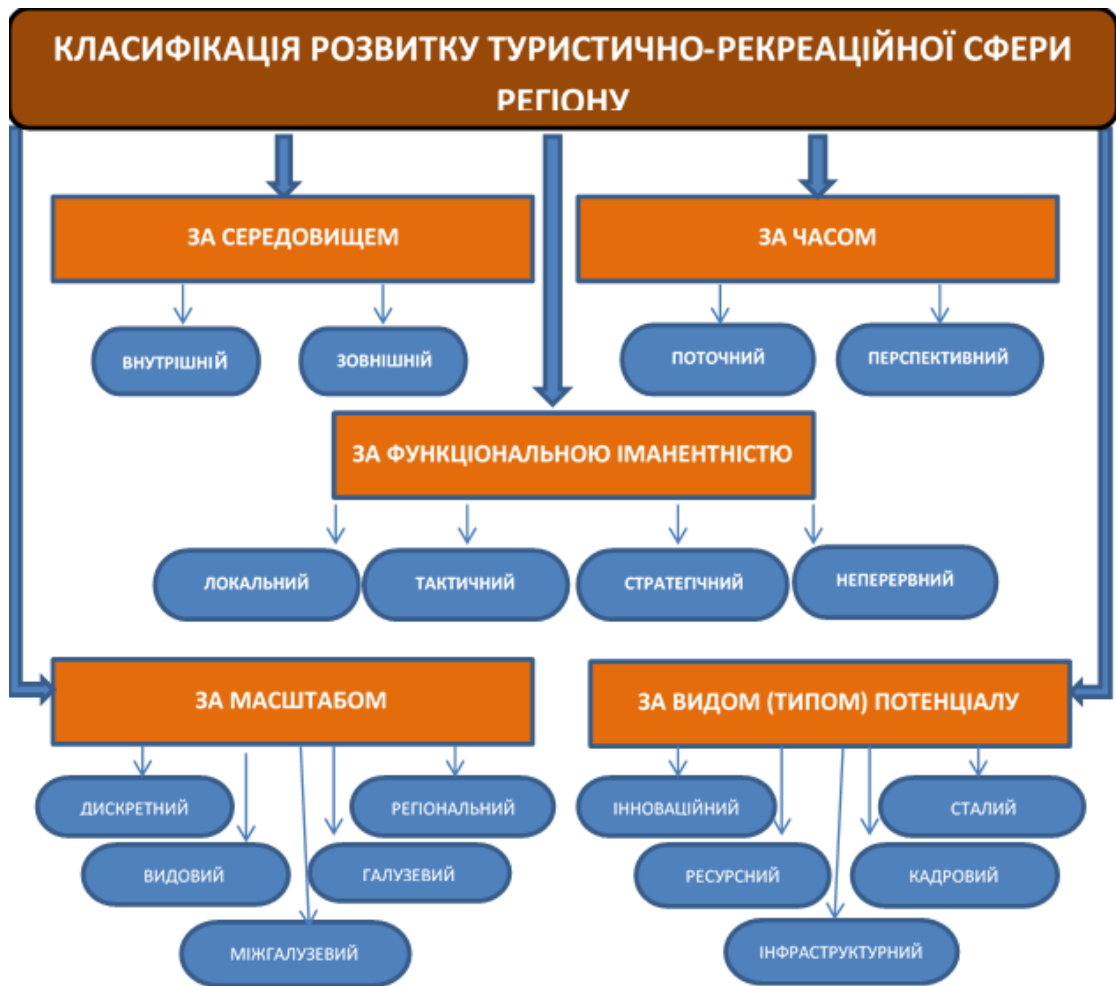 КЛАСИФІКАЦІЯ РОЗВИТКУ ТУРИСТИЧНО-РЕКРЕАЦІЙНОЇ СФЕРИ
РЕГІОНУ
ЗА СЕРЕДОВИЩЕМ
ЗА ЧАСОМ
ВНУТРІШНІЙ
ЗОВНІШНІЙ
ПОТОЧНИЙ
ПЕРСПЕКТИВНИЙ
ЗА ФУНКЦІОНАЛЬНОЮ ІМАНЕНТНІСТЮ
ЛОКАЛЬНИЙ
ТАКТИЧНИЙ
СТРАТЕГІЧНИЙ
НЕПЕРЕРВНИЙ
ЗА МАСШТАБОМ
ЗА ВИДОМ (ТИПОМ) ПОТЕНЦІАЛУ
ДИСКРЕТНИЙ
РЕГІОНАЛЬНИЙ
ІННОВАЦІЙНИЙ
СТАЛИЙ
ВИДОВИЙ
ГАЛУЗЕВИЙ
РЕСУРСНИЙ
КАДРОВИЙ
МІЖГАЛУЗЕВИЙ
ІНФРАСТРУКТУРНИЙ